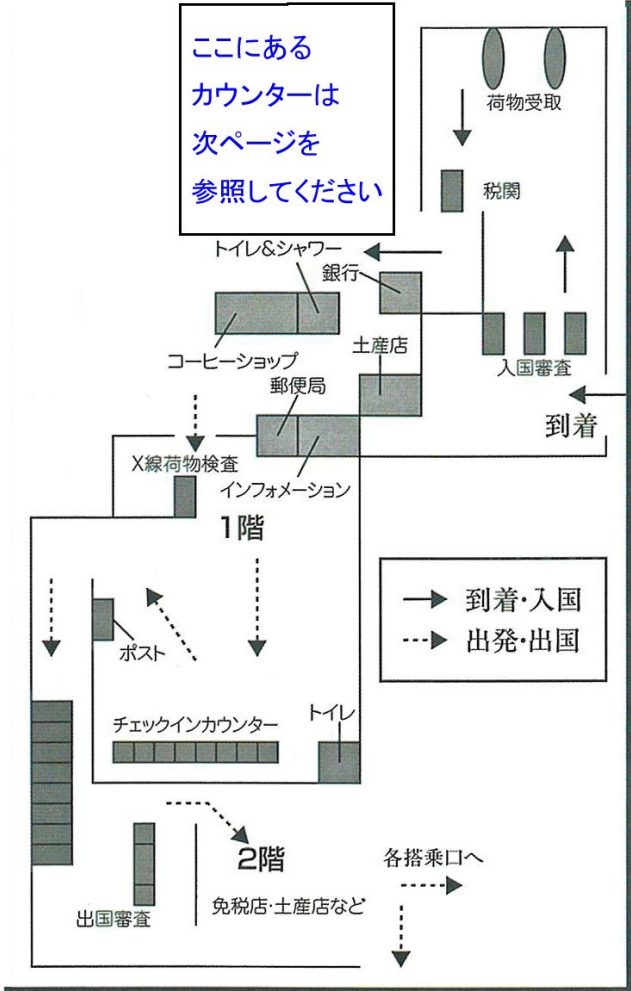 ここにある
カウンターは
次ページを
参照してください
荷物受取
税関
トイレ&シャワー
銀行
コーヒーショップ
土産店
入国審査
郵便局
到着
X線荷物検査
インフォメーション
1階
到着・入国
出発・出国
ポスト
チェックインカウンター
トイレ
2階
各搭乗口へ
出国審査
免税店・土産店など